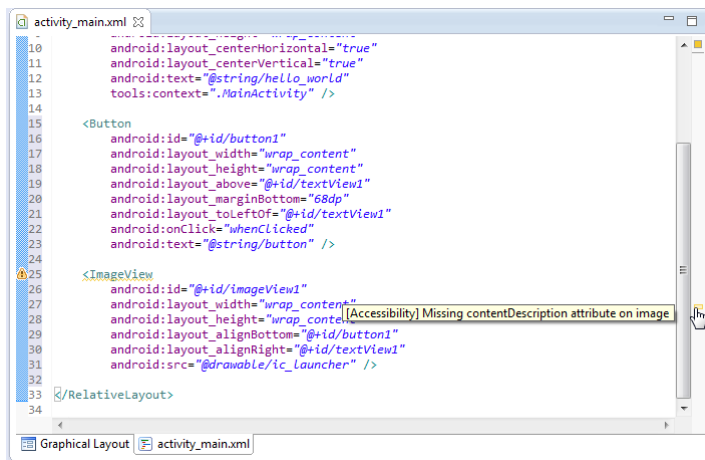 activity_main.xml
android:layout_height="wrap_content"
10 android:layout_centerHorizontal="true"
11 android:layout_centerVertical="true"
12 android:text="@string/hello_world"
13 tools:context=".MainActivity" />
14
15 <Button
16 android:id="@+id/button1"
17 android:layout_width="wrap_content"
18 android:layout_height="wrap_content"
19 android:layout_above="@+id/textView1"
20 android:layout_marginBottom="68dp"
21 android:layout_toLeftOf="@+id/textView1"
22 android:onClick="whenClicked"
23 android:text="@string/button" />
24
25 <ImageView
26 android:id="@+id/imageView1"
27 android:layout_width="wrap_content"
[Accessibility] Missing contentDescription attribute on image
28 android:layout_height="wrap_content"
29 android:layout_alignBottom="@+id/button1"
30 android:layout_alignRight="@+id/textView1"
31 android:src="@drawable/ic_launcher" />
32
33 </RelativeLayout>
34
Graphical Layout activity_main.xml